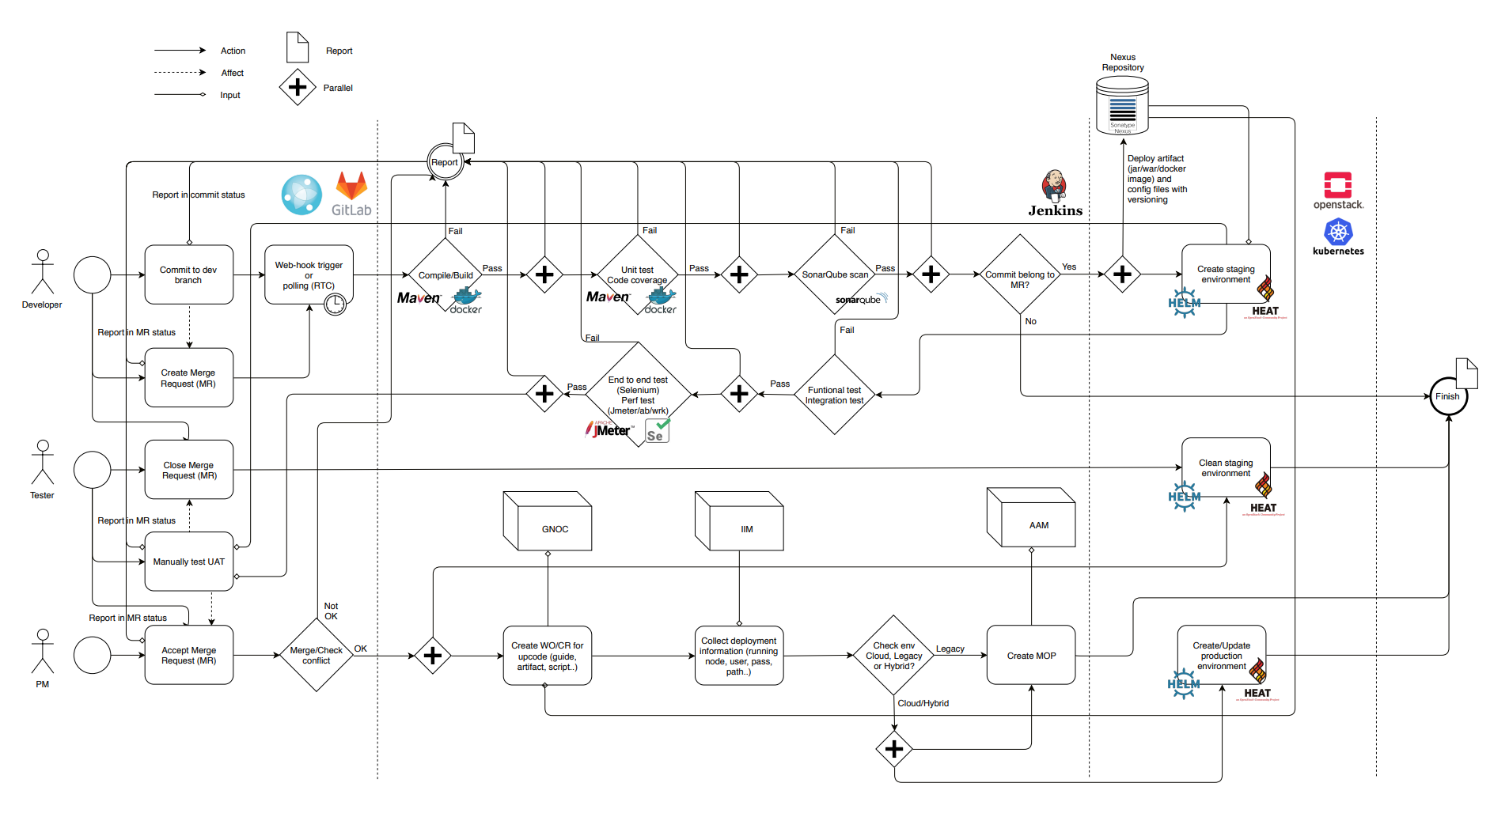 Action
Affect
Input
Report
Parallel
Nexus
Repository
Sonatype
Nexus
Report
Report in commit status
GitLab
Deploy artifact
(jar/war/docker
image) and
config files with
versioning
Jenkins
openstack.
kubernetes
Developer
Commit to dev
branch
Web-hook trigger
or
polling (RTC)
Fail
Compile/Build
Pass
Maven
docker
Fail
Unit test
Code coverage
Pass
Maven
docker
Fail
SonarQube scan
Pass
sonarqube
Commit belong to
MR?
Yes
No
Create staging
environment
HELM
HEAT
Report in MR status
Create Merge
Request (MR)
Fail
End to end test
(Selenium)
Perf test
(Jmeter/ab/wrk)
Pass
APACHE
JMeter
Se
Fail
Funtional test
Integration test
Pass
Finish
Tester
Close Merge
Request (MR)
Clean staging
environment
HELM
HEAT
Report in MR status
Manually test UAT
GNOC
IIM
AAM
Report in MR status
PM
Accept Merge
Request (MR)
Not
OK
Merge/Check
conflict
OK
Create WO/CR for
upcode (guide,
artifact, script..)
Collect deployment
information (running
node, user, pass,
path..)
Check env
Cloud, Legacy
or Hybrid?
Legacy
Cloud/Hybrid
Create MOP
Create/Update
production
environment
HELM
HEAT